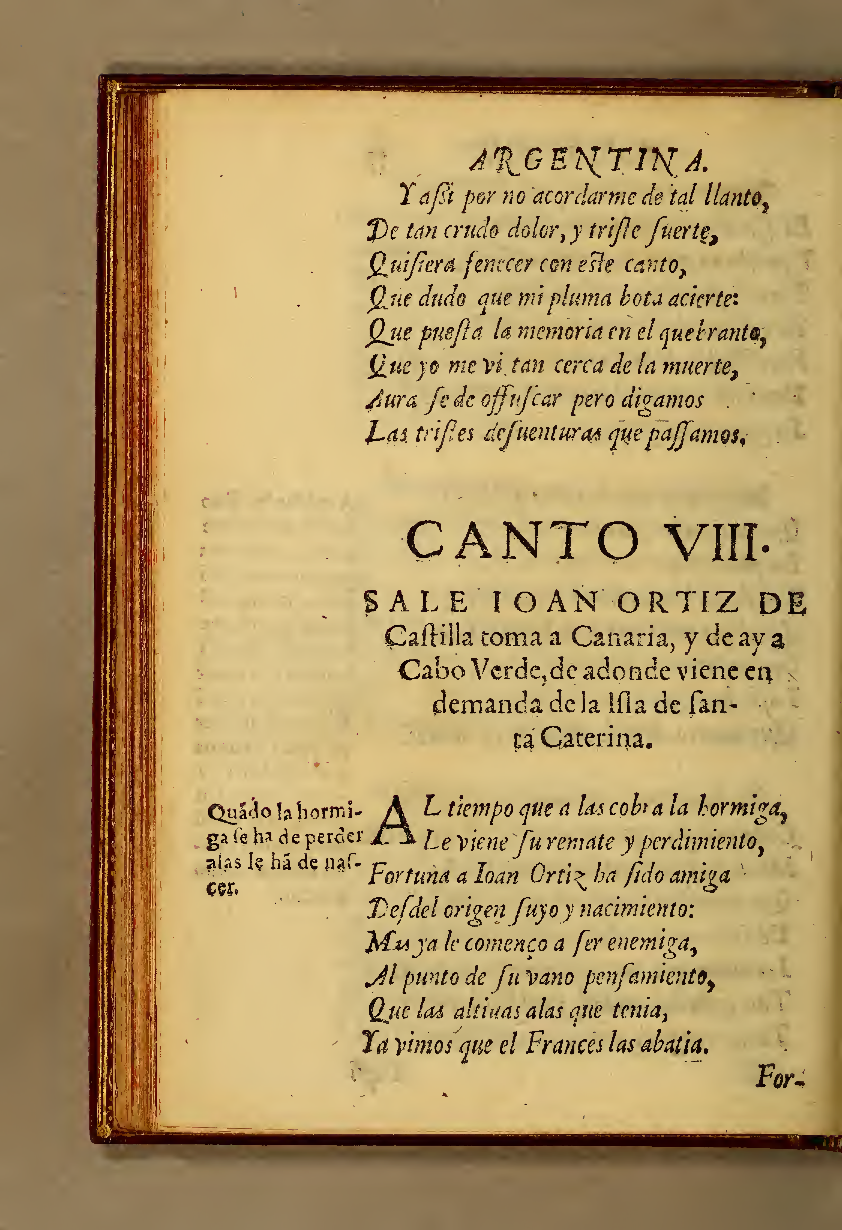 ARGENTINA.
Y aſsi por no acordarme de tal llanto,
De tan crudo dolor, y triſte ſuerte,
Quiſiera fenecer con eſte canto,
Que dudo que mi pluma bota acierte:
Que pueſta la memoria en el quebranto,
Que yo me vi tan cerca de la muerte,
Aura ſe de offuſcar pero digamos
Las triſtes deſuenturas que paſſamos.
CANTO VIII.
SALE IOAN ORTIZ DE
Caſtilla toma a Canaria, y de ay a
Cabo Verde, de adonde viene en
demanda de la Iſla de ſan-
ta Caterina.
Quãdo la hormi-
ga ſe ha de perder
alas le hã de naſ-
cer.
AL tiempo que a las cobra la hormiga,
Le viene ſu remate y perdimiento,
Fortuna a Ioan Ortiz ha ſido amiga
Deſdel origen ſuyo y nacimiento:
Mas ya le començo a ſer enemiga,
Al punto de ſu vano penſamiento,
Que las altiuas alas que tenia,
Ya vimos que el Frances las abatia.
For-